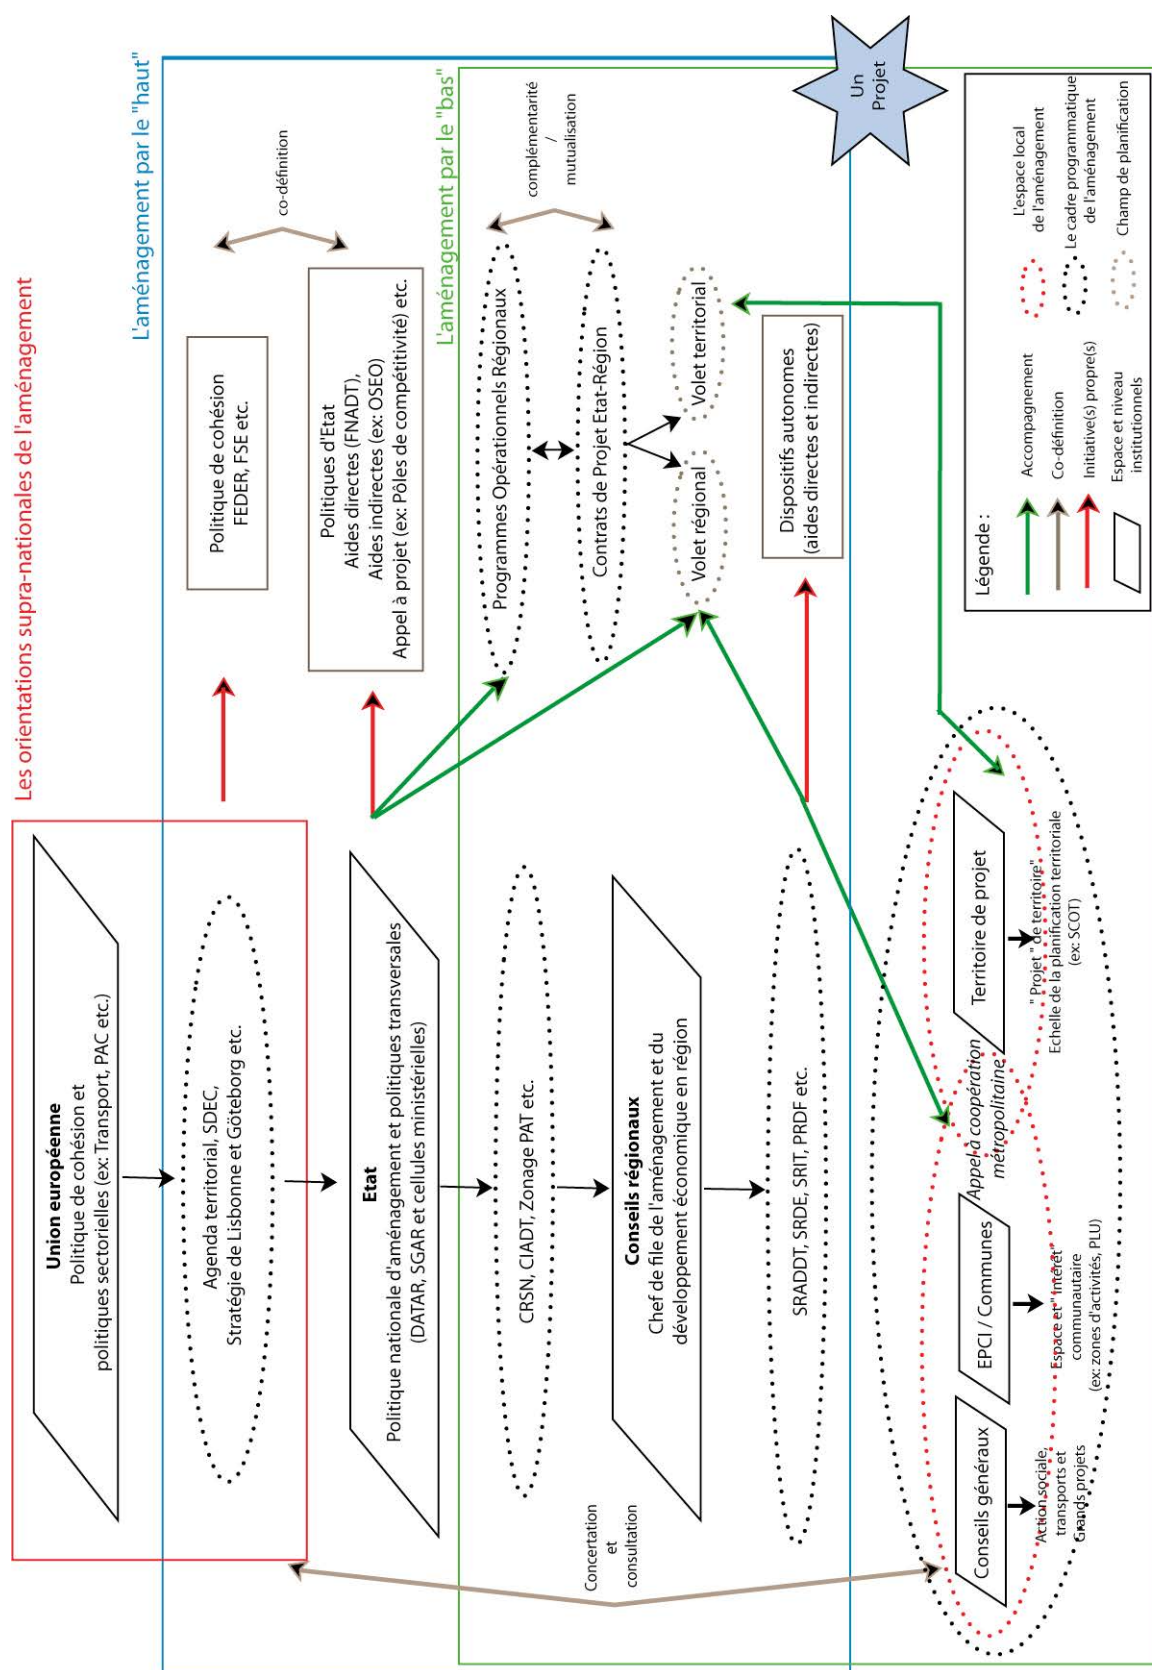 Les orientations supra-nationales de l'aménagement
L'aménagement par le "haut"
L'aménagement par le "bas"
Union européenne
Politique de cohésion et
politiques sectorielles (ex: Transport, PAC etc.)
Agenda territorial, SDEC,
Stratégie de Lisbonne et Göteborg etc.
Politique de cohésion
FEDER, FSE etc.
co-définition
Etat
Politique nationale d'aménagement et politiques transversales
(DATAR, SGAR et cellules ministérielles)
Politiques d'Etat
Aides directes (FNADT),
Aides indirectes (ex: OSEO)
Appel à projet (ex: Pôles de compétitivité) etc.
CRSN, CIADT, Zonage PAT etc.
Programmes Opérationnels Régionaux
complémentarité
/
mutualisation
Concertation
et
consultation
Conseils régionaux
Chef de file de l'aménagement et du
développement économique en région
Contrats de Projet Etat-Région
Volet régional
Volet territorial
SRADDT, SRDE, SRIT, PRDF etc.
Dispositifs autonomes
(aides directes et indirectes)
Un
Projet
Conseils généraux
Action sociale,
transports et
Grands projets
EPCI / Communes
Espace et " intérêt"
communautaire
(ex: zones d'activités, PLU)
Appel à coopération
métropolitaine
Territoire de projet
" Projet " de territoire"
Echelle de la planification territoriale
(ex: SCOT)
Légende :
Accompagnement
Co-définition
Initiative(s) propre(s)
Espace et niveau
institutionnels
L'espace local
de l'aménagement
Le cadre programmatique
de l'aménagement
Champ de planification